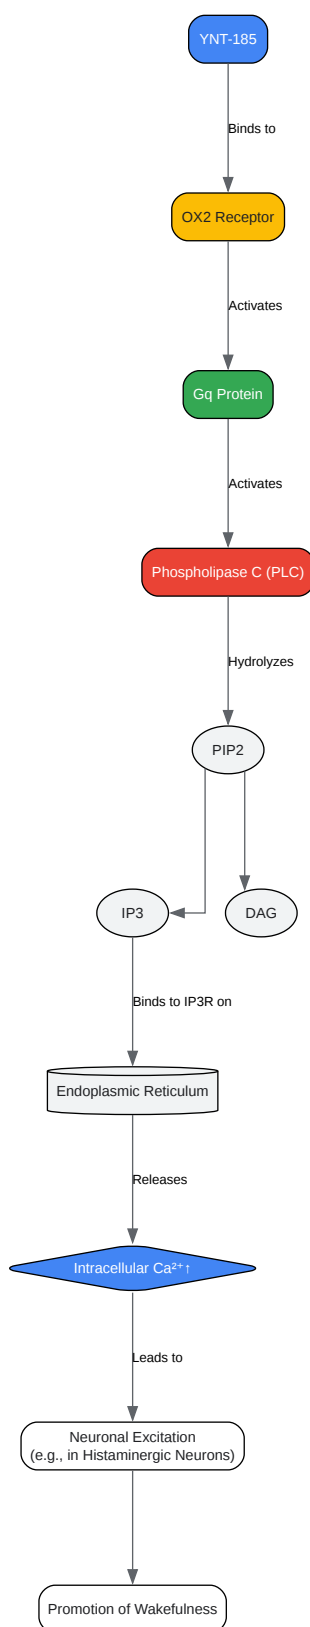 YNT-185
Binds to
OX2 Receptor
Activates
Gq Protein
Activates
Phospholipase C (PLC)
Hydrolyzes
PIP2
IP3
DAG
Binds to IP3R on
Endoplasmic Reticulum
Releases
Intracellular Ca²⁺↑
Leads to
Neuronal Excitation
(e.g., in Histaminergic Neurons)
Promotion of Wakefulness